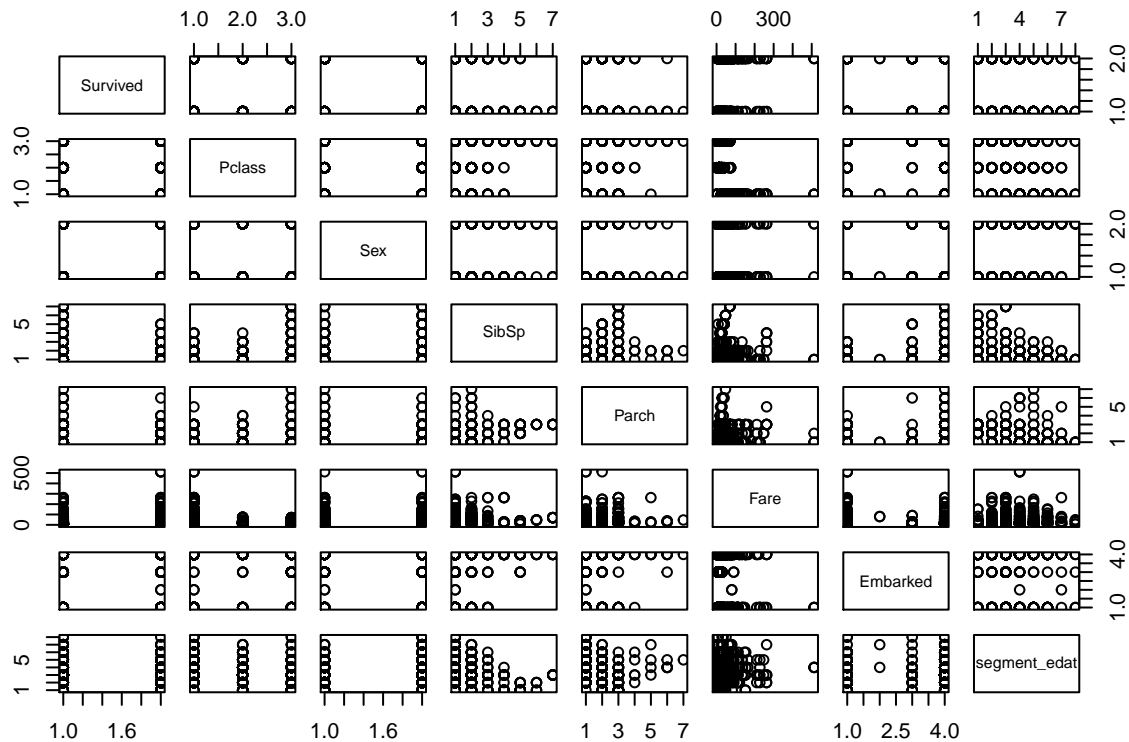 1.0 2.0 3.0 1 3 5 7 0 300 1 4 7
Survived 1.0 2.0
1.0 3.0 Pclass
Sex 1.0 2.0
1 5 SibSp
Parch 1 5
0 500 Fare
Embarked 1.0 4.0
1 5 segment_edat
1.0 1.6 1.0 1.6 1 3 5 7 1.0 2.5 4.0